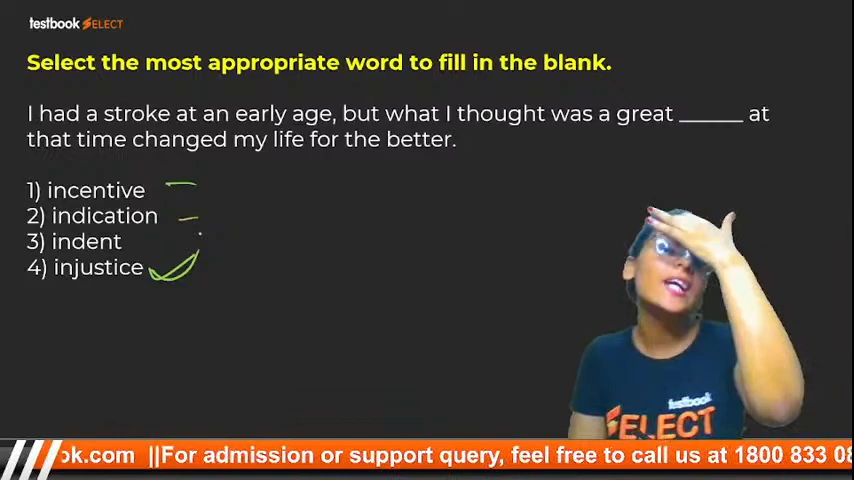 testbook SELECT
Select the most appropriate word to fill in the blank.
I had a stroke at an early age, but what I thought was a great ______ at
that time changed my life for the better.
1) incentive
2) indication
3) indent
4) injustice
testbook
SELECT
ok.com ||For admission or support query, feel free to call us at 1800 833 08